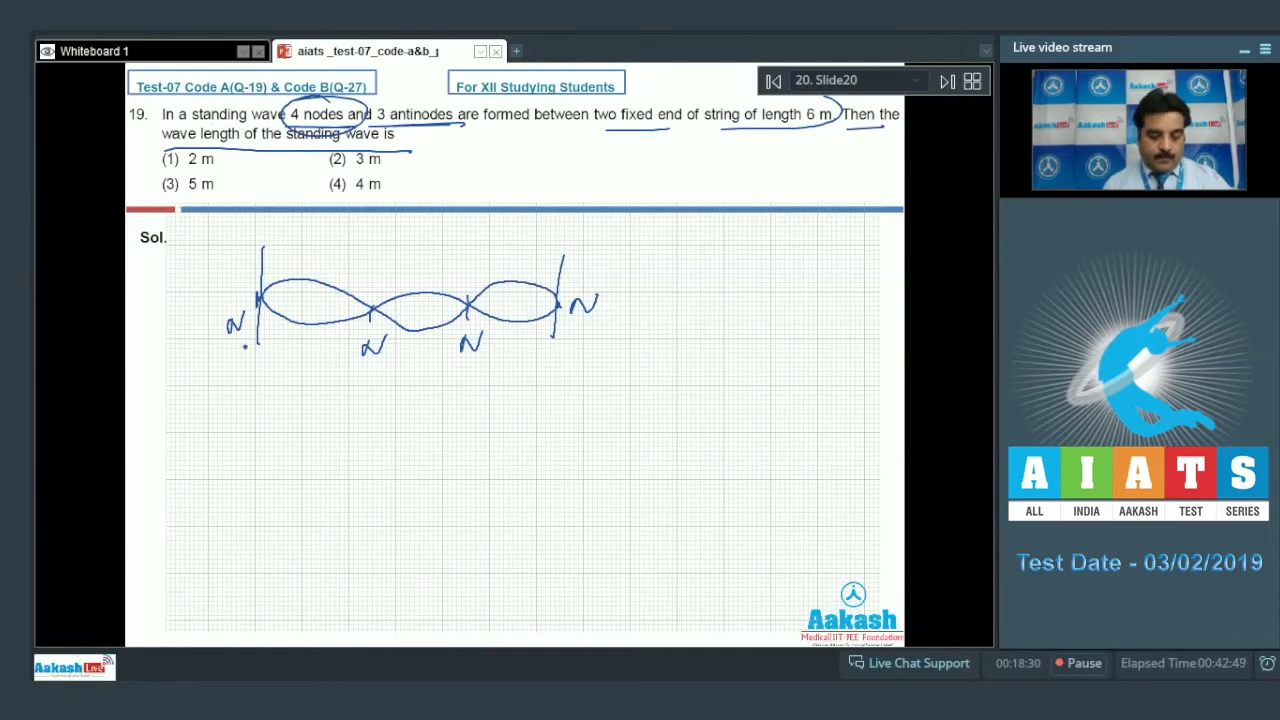 Whiteboard 1
aiats _test-07_code-a&b_p
Live video stream
20. Slide20
Test-07 Code A(Q-19) & Code B(Q-27)
For XII Studying Students
19. In a standing wave 4 nodes and 3 antinodes are formed between two fixed end of string of length 6 m. Then the
wave length of the standing wave is
(1) 2 m (2) 3 m
(3) 5 m (4) 4 m
Sol.
N N N N
A I A T S
ALL INDIA AAKASH TEST SERIES
Test Date - 03/02/2019
Aakash
Medical|IIT-JEE|Foundations
Aakash Live
Live Chat Support
00:18:30
Pause
Elapsed Time 00:42:49